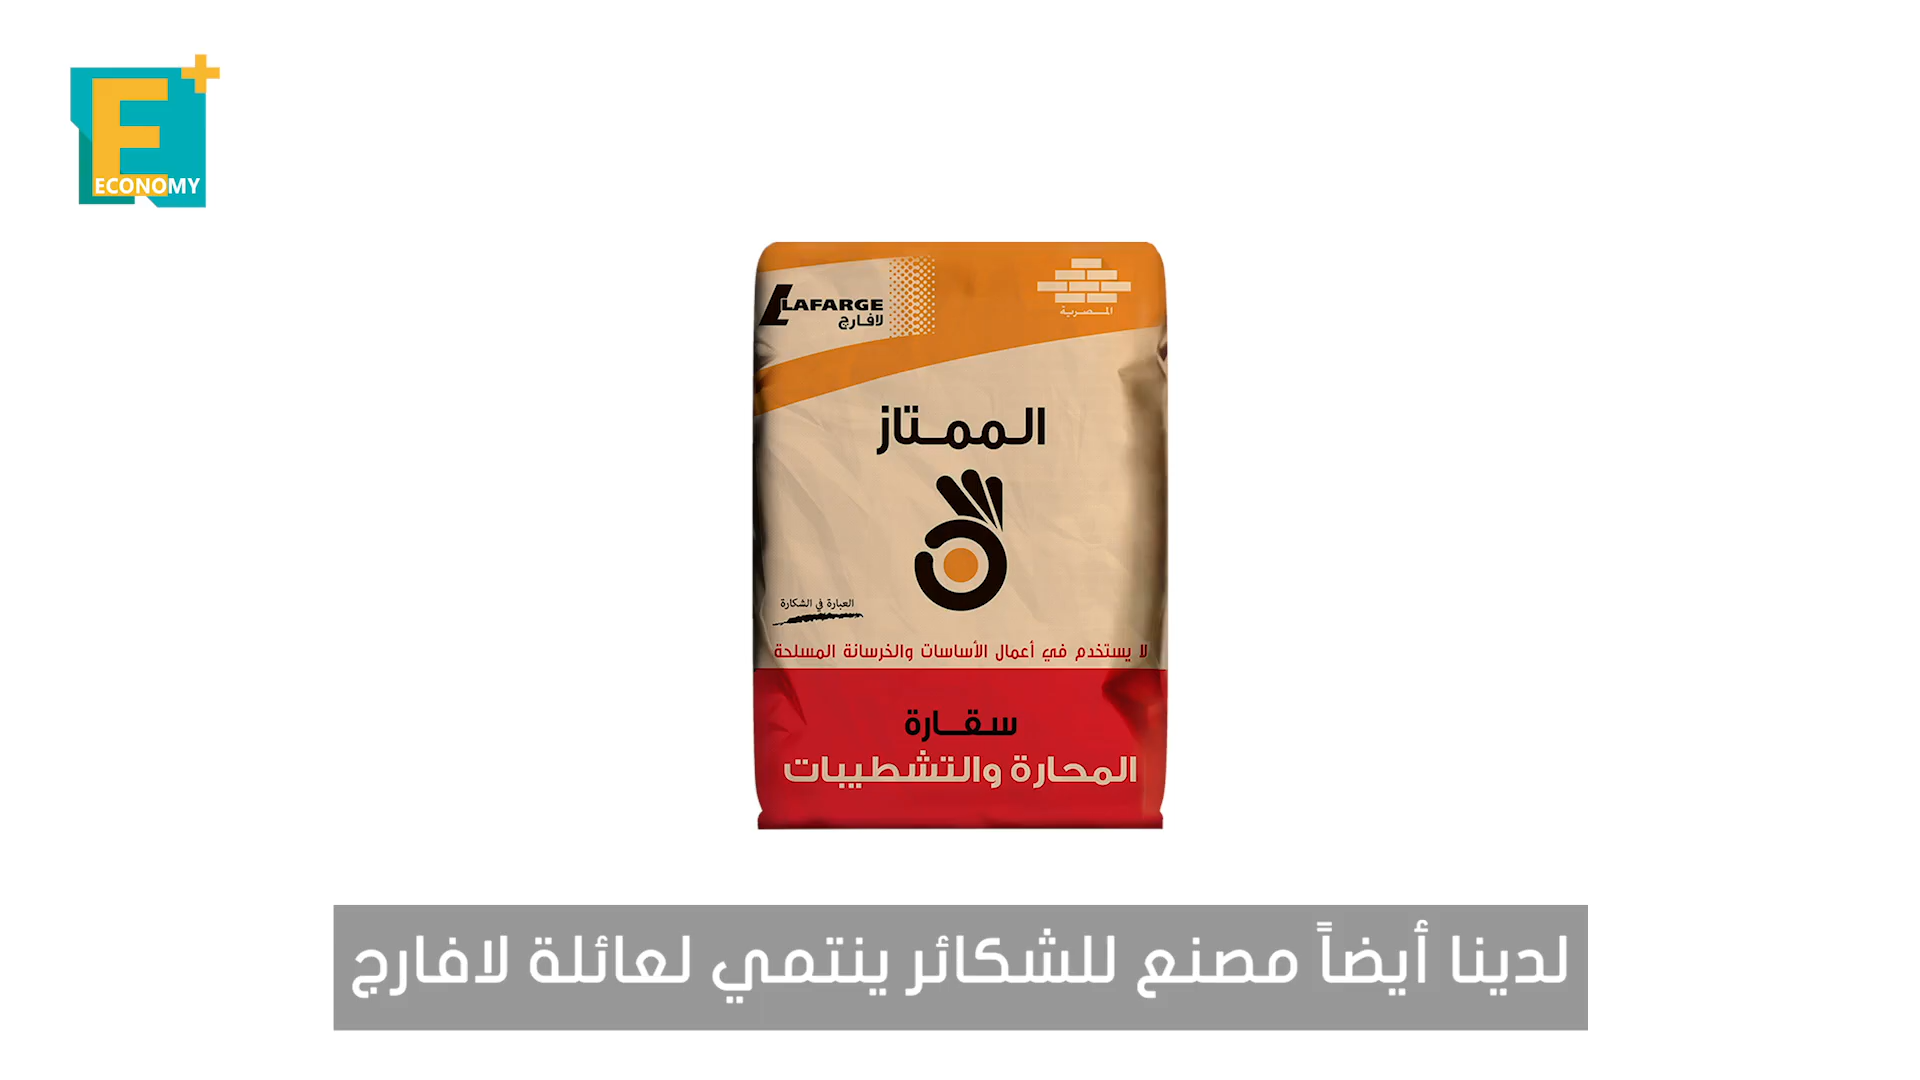 E+
ECONOMY
LAFARGE
لافارج
المصرية
الممتاز
العبارة في الشكارة
لا يستخدم في أعمال الأساسات والخرسانة المسلحة
سقارة
المحارة والتشطيبات
لدينا أيضاً مصنع للشكائر ينتمي لعائلة لافارج